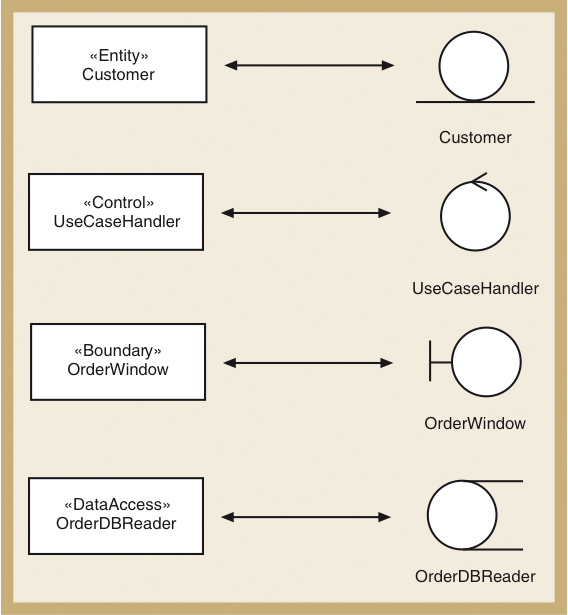 «Entity»
Customer
Customer
«Control»
UseCaseHandler
UseCaseHandler
«Boundary»
OrderWindow
OrderWindow
«DataAccess»
OrderDBReader
OrderDBReader